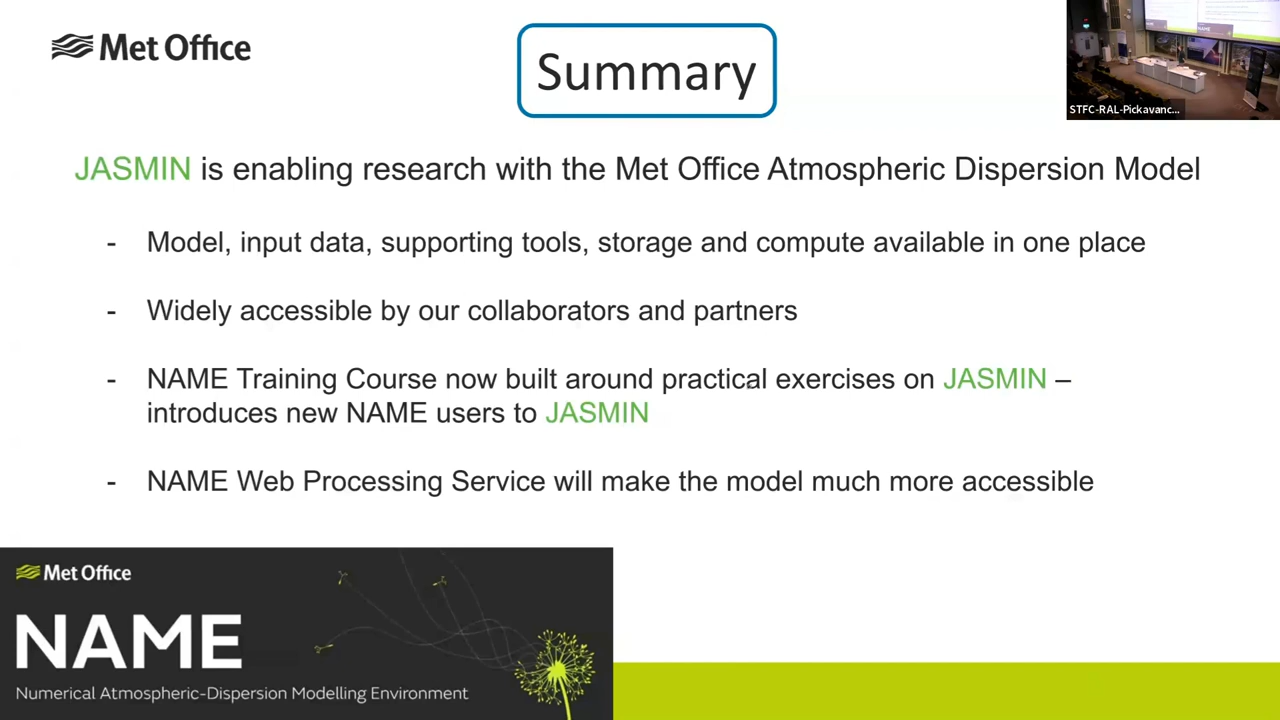 Met Office
Summary
STFC-RAL-Pickavanc...
JASMIN is enabling research with the Met Office Atmospheric Dispersion Model
- Model, input data, supporting tools, storage and compute available in one place
- Widely accessible by our collaborators and partners
- NAME Training Course now built around practical exercises on JASMIN –
introduces new NAME users to JASMIN
- NAME Web Processing Service will make the model much more accessible
Met Office
NAME
Numerical Atmospheric-Dispersion Modelling Environment